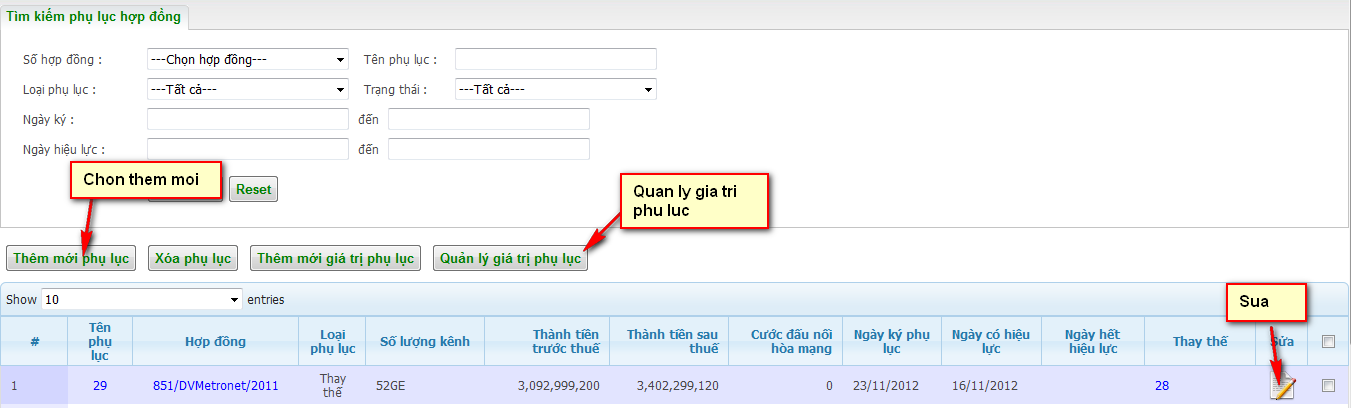 Tìm kiếm phụ lục hợp đồng
Số hợp đồng : ---Chọn hợp đồng--- Tên phụ lục :
Loại phụ lục : ---Tất cả--- Trạng thái : ---Tất cả---
Ngày ký : đến
Ngày hiệu lực : đến
Chon them moi
Reset
Quan ly gia tri
phu luc
Thêm mới phụ lục Xóa phụ lục Thêm mới giá trị phụ lục Quản lý giá trị phụ lục
Show 10 entries
Sua
# Tên phụ lục Hợp đồng Loại phụ lục Số lượng kênh Thành tiền trước thuế Thành tiền sau thuế Cước đấu nối hòa mạng Ngày ký phụ lục Ngày có hiệu lực Ngày hết hiệu lực Thay thế Sửa
1 29 851/DVMetronet/2011 Thay thế 52GE 3,092,999,200 3,402,299,120 0 23/11/2012 16/11/2012 28